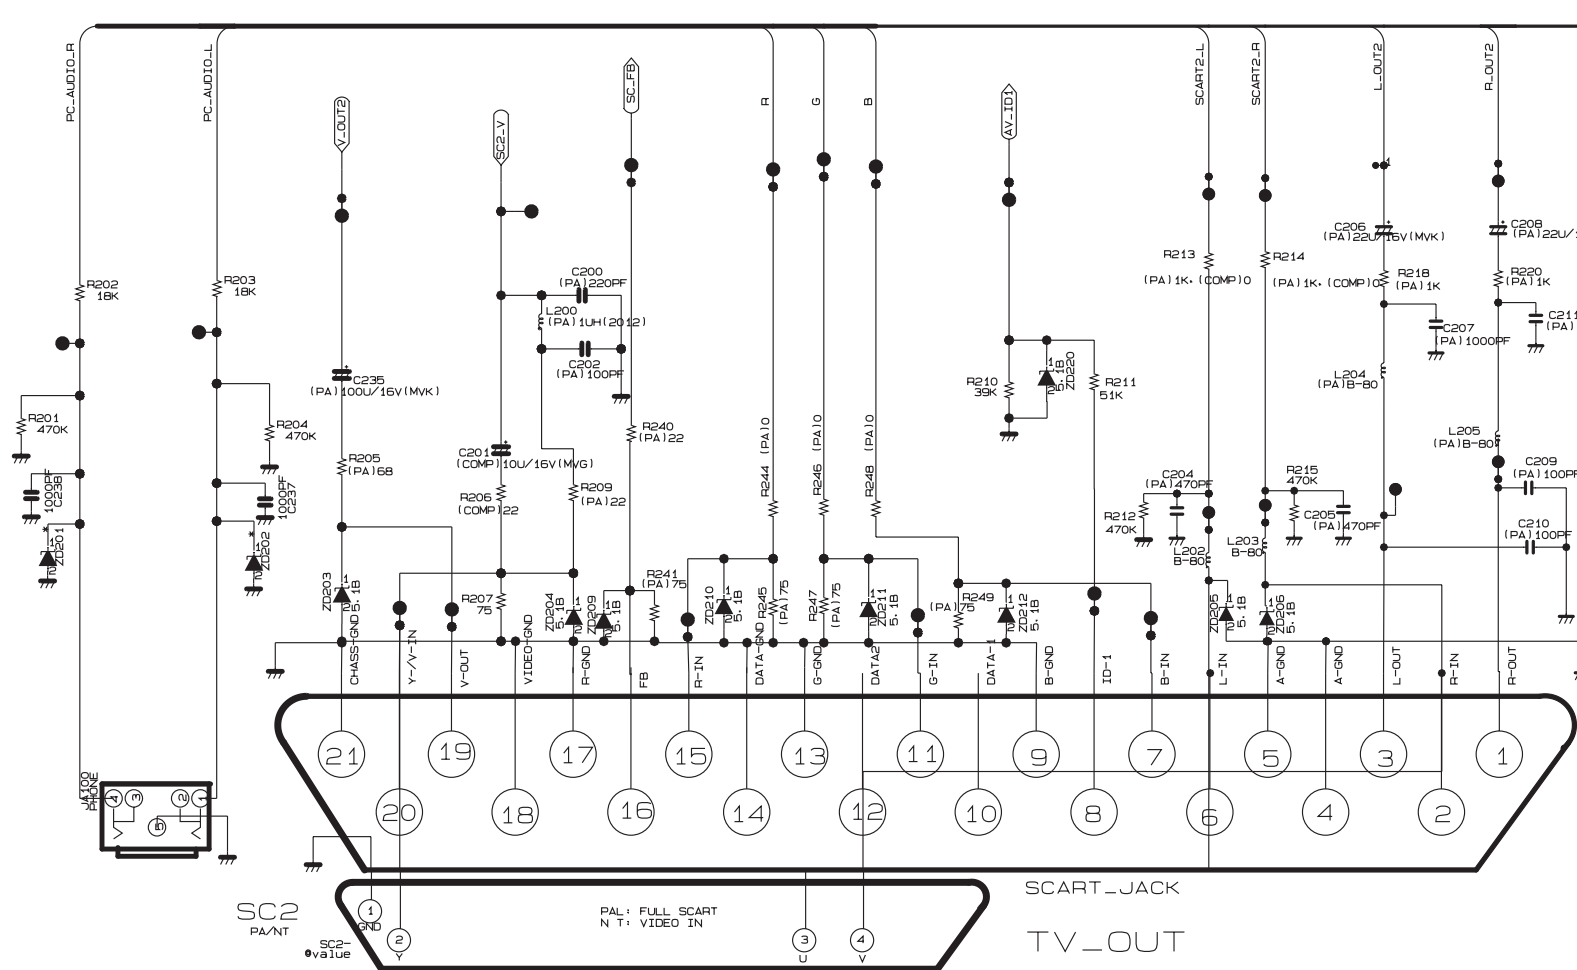 PC_AUDIO_R
PC_AUDIO_L
V_OUT2
SC2_V
SC_FB
R
G
B
AV_ID1
SCART2_L
SCART2_R
L_OUT2
R_OUT2
R202
18K
R203
18K
C235
(PA)100U/16V(MVK)
C200
(PA)220PF
L200
(PA)1UH(2012)
C202
(PA)100PF
R213
(PA)1K,(COMP)0
R214
(PA)1K,(COMP)0
C206
(PA)22U/16V(MVK)
R218
(PA)1K
C208
(PA)22U/
R220
(PA)1K
C207
(PA)1000PF
C211
(PA)
R201
470K
R204
470K
R205
(PA)68
C201
(COMP)10U/16V(MVG)
R206
(COMP)22
R209
(PA)22
R240
(PA)22
R244 (PA)0
R246 (PA)0
R248 (PA)0
R210
39K
5.1B
ZD220
R211
51K
L204
(PA)B-80
L205
(PA)B-80
C204
(PA)470PF
R212
470K
R215
470K
C205
(PA)470PF
C209
(PA)100PF
C210
(PA)100PF
L202
B-80
L203
B-80
1000PF
C238
1000PF
C237
ZD201
ZD202
ZD203
5.1B
R207
75
ZD204
5.1B
ZD209
5.1B
R241
(PA)75
ZD210
5.1B
R245
(PA)75
R247
(PA)75
ZD211
5.1B
R249
(PA)75
ZD212
5.1B
ZD205
5.1B
ZD206
5.1B
CHASS-GND
Y-/V-IN
V-OUT
VIDEO-GND
R-GND
FB
R-IN
DATA-GND
G-GND
DATA2
G-IN
DATA-1
B-GND
ID-1
B-IN
L-IN
A-GND
A-GND
L-OUT
R-IN
R-OUT
21
19
17
15
13
11
9
7
5
3
1
20
18
16
14
12
10
8
6
4
2
JA100
PHONE
4
3
2
1
5
SCART_JACK
TV_OUT
SC2
PA/NT
SC2-
@value
1
GND
2
Y
PAL: FULL SCART
N T: VIDEO IN
3
U
4
V